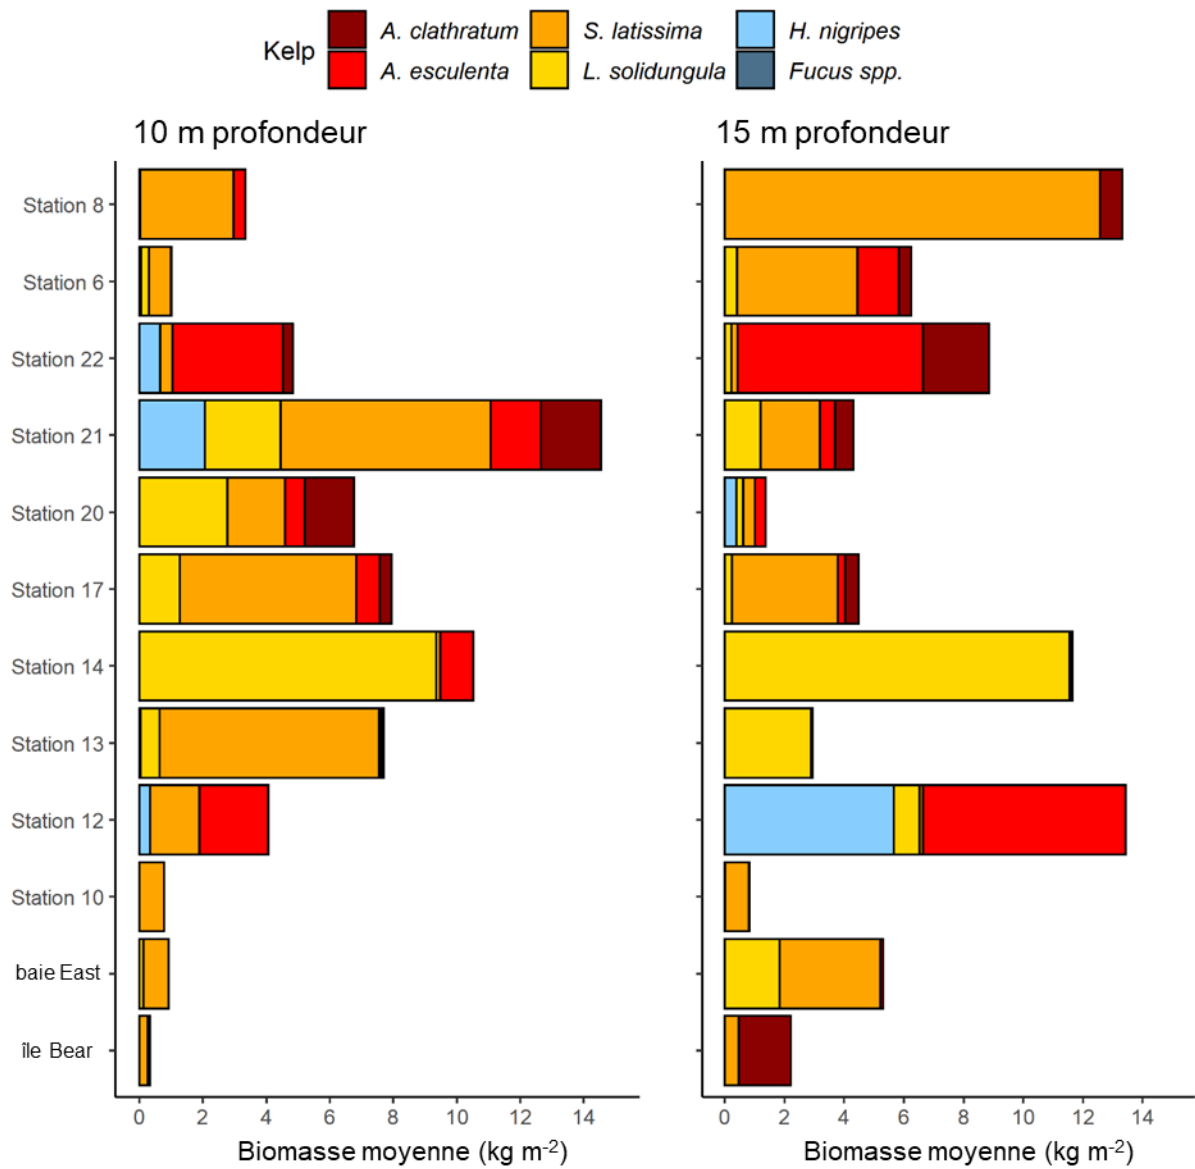 Kelp
A. clathratum
S. latissima
H. nigripes
A. esculenta
L. solidungula
Fucus spp.
10 m profondeur
15 m profondeur
Station 8
Station 6
Station 22
Station 21
Station 20
Station 17
Station 14
Station 13
Station 12
Station 10
baie East
île Bear
0 2 4 6 8 10 12 14
0 2 4 6 8 10 12 14
Biomasse moyenne (kg m-2)
Biomasse moyenne (kg m-2)